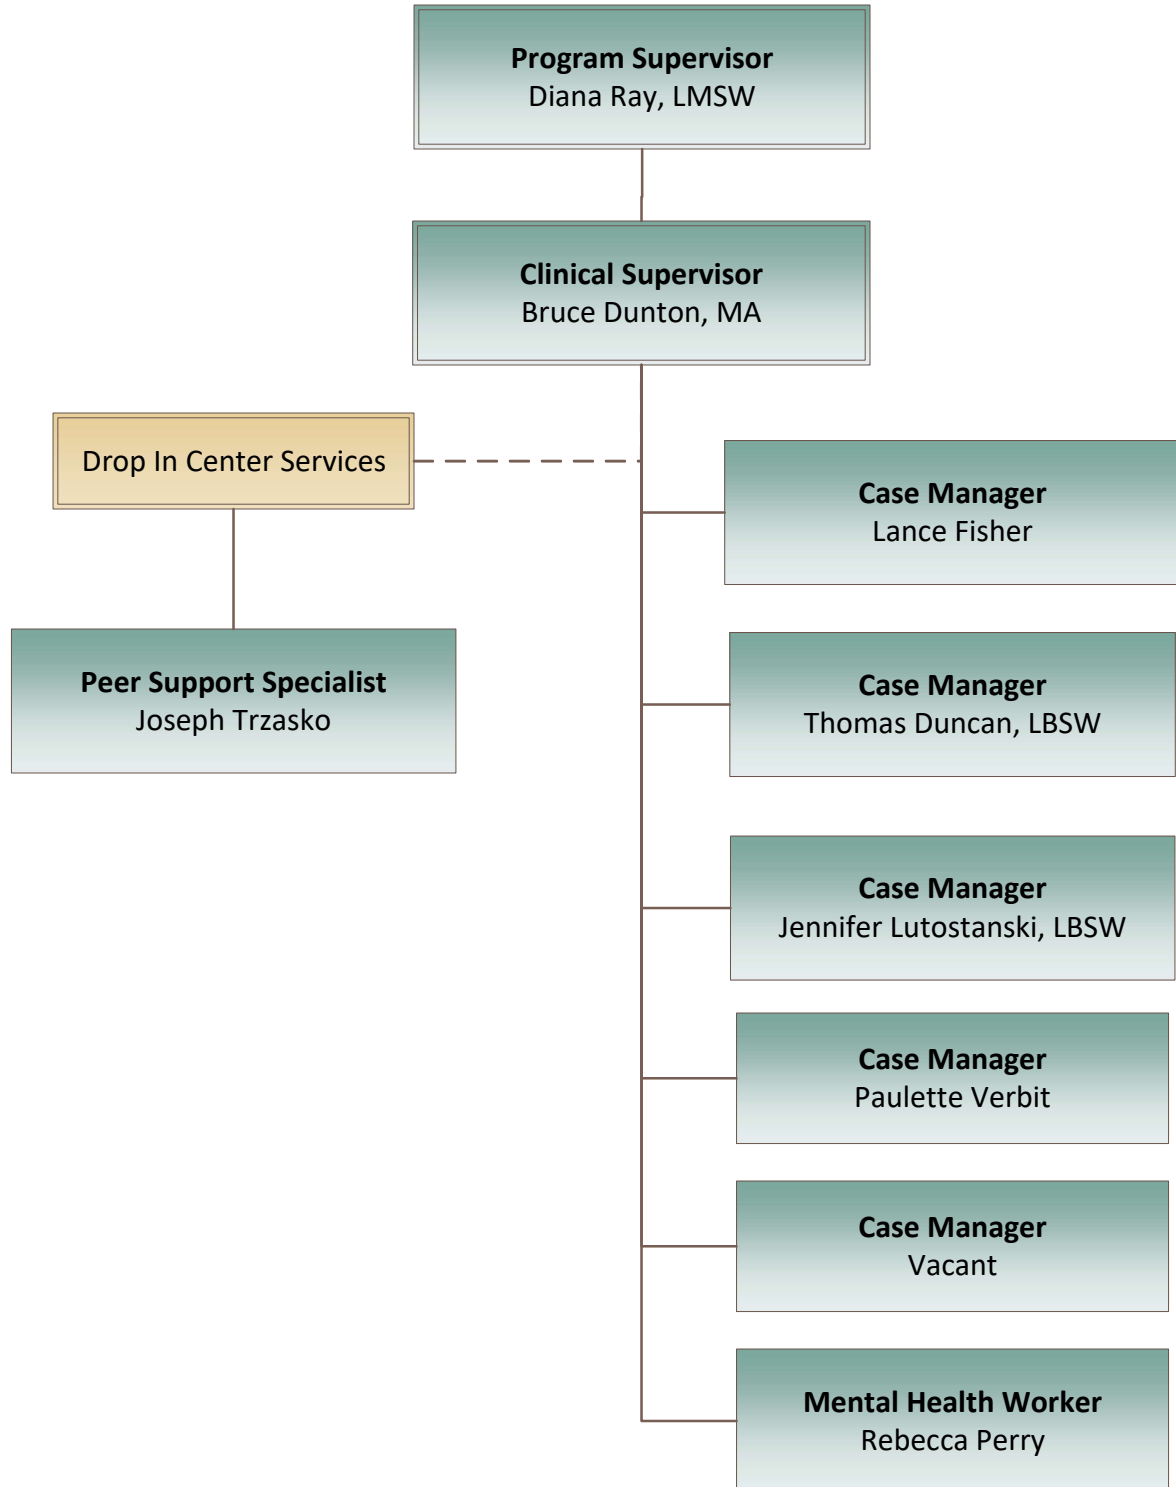 Program Supervisor
Diana Ray, LMSW
Clinical Supervisor
Bruce Dunton, MA
Drop In Center Services
Peer Support Specialist
Joseph Trzasko
Case Manager
Lance Fisher
Case Manager
Thomas Duncan, LBSW
Case Manager
Jennifer Lutostanski, LBSW
Case Manager
Paulette Verbit
Case Manager
Vacant
Mental Health Worker
Rebecca Perry